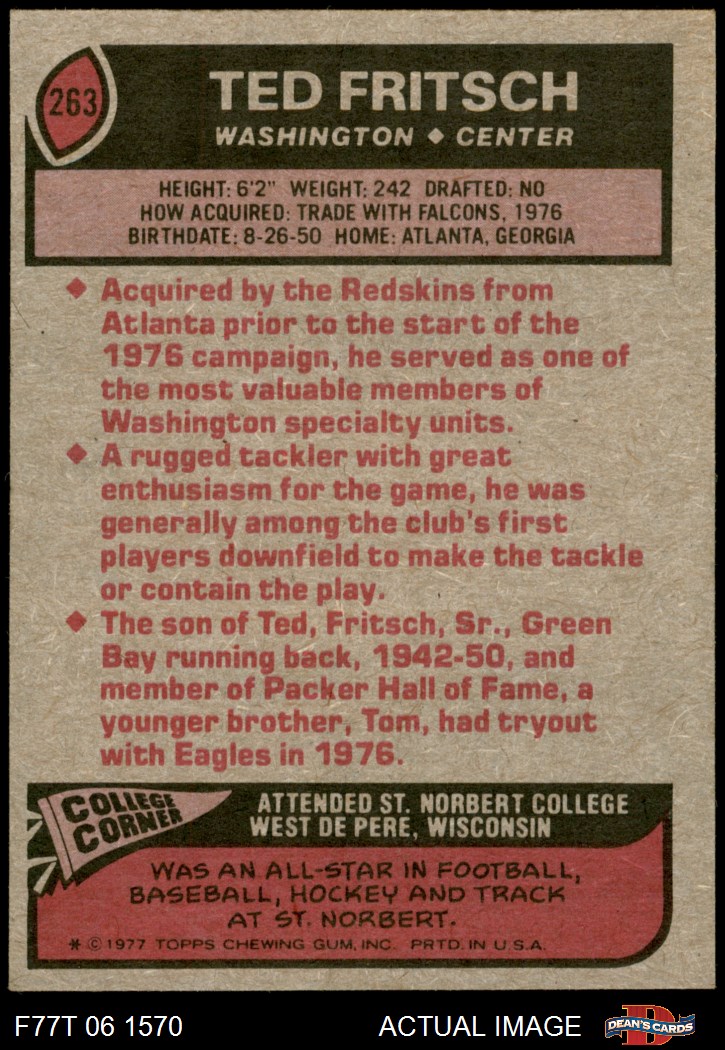 263
TED FRITSCH
WASHINGTON ◆ CENTER
HEIGHT: 6'2" WEIGHT: 242 DRAFTED: NO
HOW ACQUIRED: TRADE WITH FALCONS, 1976
BIRTHDATE: 8-26-50 HOME: ATLANTA, GEORGIA
◆ Acquired by the Redskins from
Atlanta prior to the start of the
1976 campaign, he served as one of
the most valuable members of
Washington specialty units.
◆ A rugged tackler with great
enthusiasm for the game, he was
generally among the club's first
players downfield to make the tackle
or contain the play.
◆ The son of Ted, Fritsch, Sr., Green
Bay running back, 1942-50, and
member of Packer Hall of Fame, a
younger brother, Tom, had tryout
with Eagles in 1976.
COLLEGE
CORNER
ATTENDED ST. NORBERT COLLEGE
WEST DE PERE, WISCONSIN
WAS AN ALL-STAR IN FOOTBALL,
BASEBALL, HOCKEY AND TRACK
AT ST. NORBERT.
* © 1977 TOPPS CHEWING GUM, INC. PRTD. IN U.S.A.
F77T 06 1570
ACTUAL IMAGE
D
DEAN'S CARDS